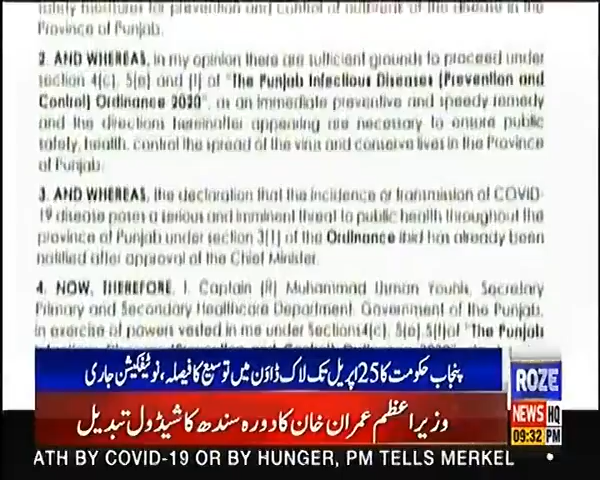 safety measures for prevention and control of outbreak of the disease in the
Province of Punjab.
2. AND WHEREAS, in my opinion there are sufficient grounds to proceed under
section 4(c), 5(e) and (f) of "The Punjab Infectious Diseases (Prevention and
Control) Ordinance 2020", as an immediate preventive and speedy remedy
and the directions hereinafter appearing are necessary to ensure public
safety, health, control the spread of the virus and conserve lives in the Province
of Punjab.
3. AND WHEREAS, the declaration that the incidence or transmission of COVID-
19 disease poses a serious and imminent threat to public health throughout the
province of Punjab under section 3(1) of the Ordinance ibid has already been
notified after approval of the Chief Minister.
4. NOW, THEREFORE, I, Captain (R) Muhammad Usman Younis, Secretary
Primary and Secondary Healthcare Department, Government of the Punjab,
in exercise of powers vested in me under Sections4(c), 5(e), 5(f)of "The Punjab
پنجاب حکومت کا 25 اپریل تک لاک ڈاؤن میں توسیع کا فیصلہ، نوٹیفکیشن جاری
وزیراعظم عمران خان کا دورہ سندھ کا شیڈول تبدیل
ROZE
NEWS HQ
09:32 PM
ATH BY COVID-19 OR BY HUNGER, PM TELLS MERKEL